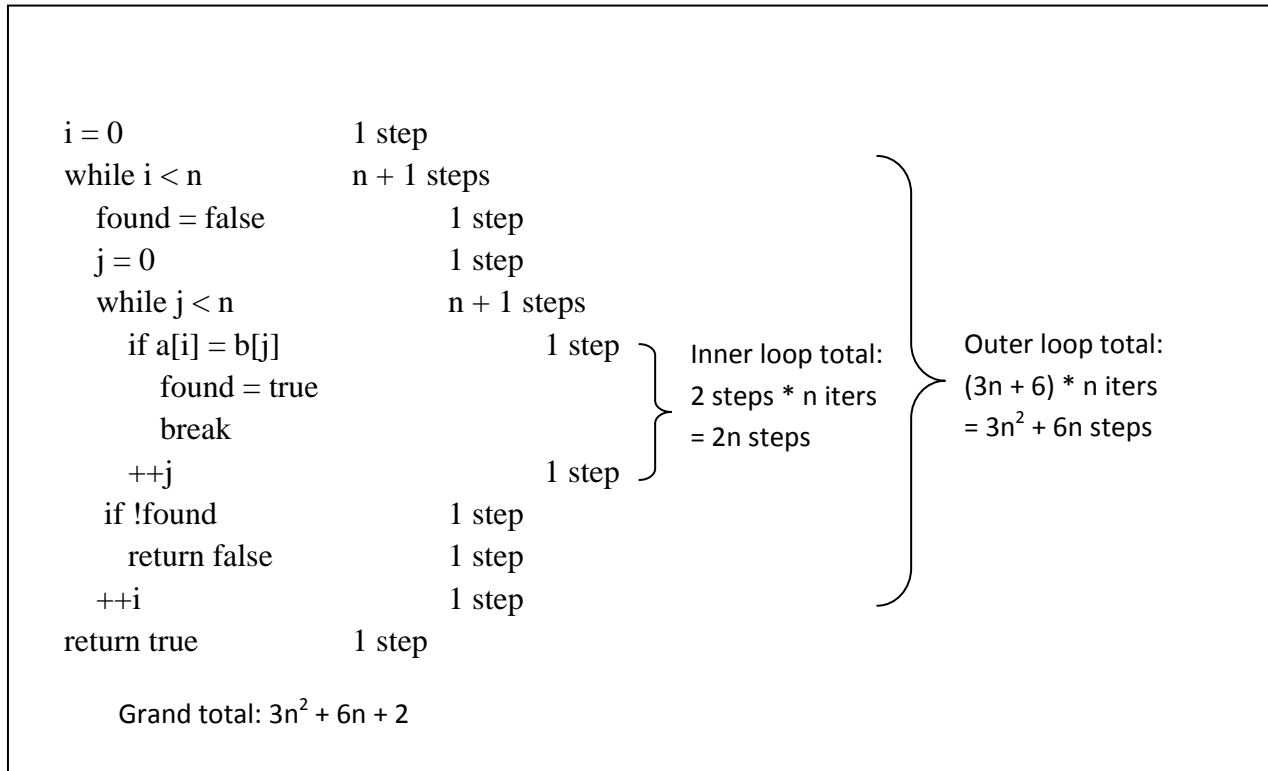 i = 0 1 step
while i < n n + 1 steps
found = false 1 step
j = 0 1 step
while j < n n + 1 steps
if a[i] = b[j] 1 step
found = true
break
++j 1 step
if !found 1 step
return false 1 step
++i 1 step
return true 1 step
Inner loop total:
2 steps * n iters
= 2n steps
Outer loop total:
(3n + 6) * n iters
= 3n² + 6n steps
Grand total: 3n² + 6n + 2